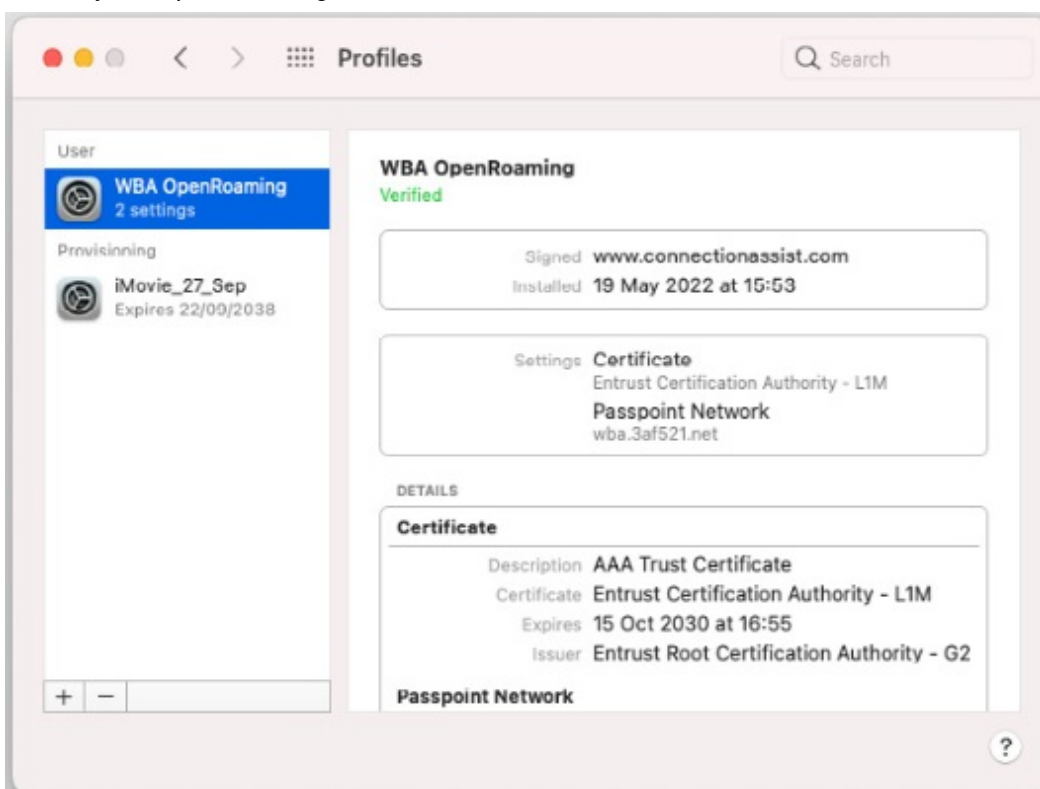 Profiles
Search
User
WBA OpenRoaming
2 settings
Provisioning
iMovie_27_Sep
Expires 22/09/2038
+ −
WBA OpenRoaming
Verified
Signed www.connectionassist.com
Installed 19 May 2022 at 15:53
Settings Certificate
Entrust Certification Authority - L1M
Passpoint Network
wba.3af521.net
DETAILS
Certificate
Description AAA Trust Certificate
Certificate Entrust Certification Authority - L1M
Expires 15 Oct 2030 at 16:55
Issuer Entrust Root Certification Authority - G2
Passpoint Network
?